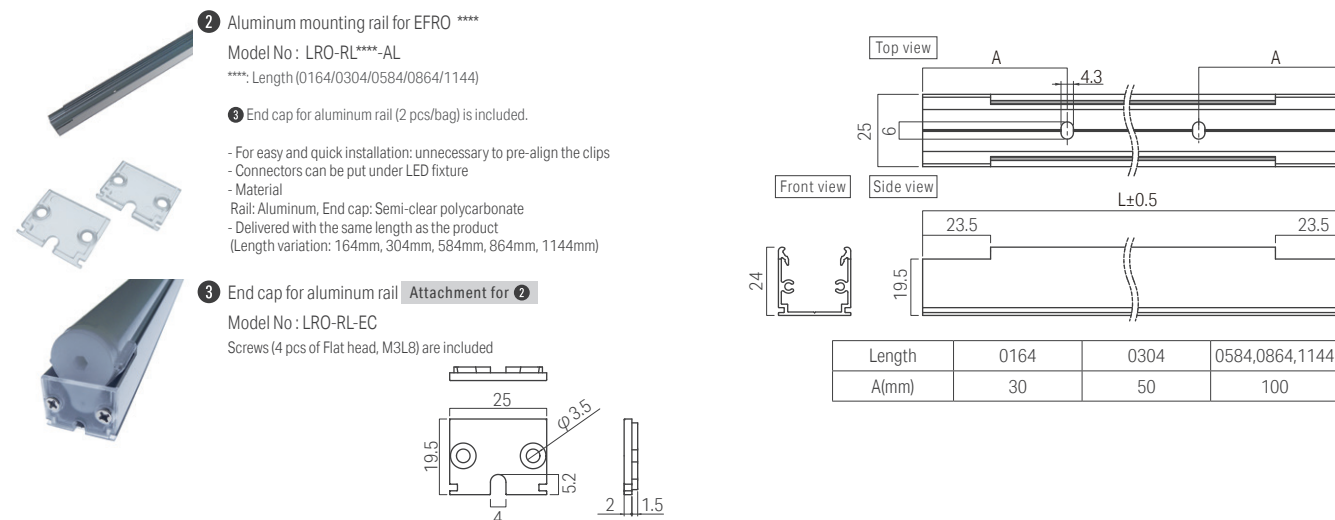 2 Aluminum mounting rail for EFRO ****
Model No : LRO-RL****-AL
****: Length (0164/0304/0584/0864/1144)
3 End cap for aluminum rail (2 pcs/bag) is included.
- For easy and quick installation: unnecessary to pre-align the clips
- Connectors can be put under LED fixture
- Material
Rail: Aluminum, End cap: Semi-clear polycarbonate
- Delivered with the same length as the product
(Length variation: 164mm, 304mm, 584mm, 864mm, 1144mm)
3 End cap for aluminum rail Attachment for 2
Model No : LRO-RL-EC
Screws (4 pcs of Flat head, M3L8) are included
25
φ3.5
19.5
5.2
4
2 1.5
Top view
A A
4.3
25
6
Front view Side view
L±0.5
23.5 23.5
24
19.5
Length 0164 0304 0584,0864,1144
A(mm) 30 50 100